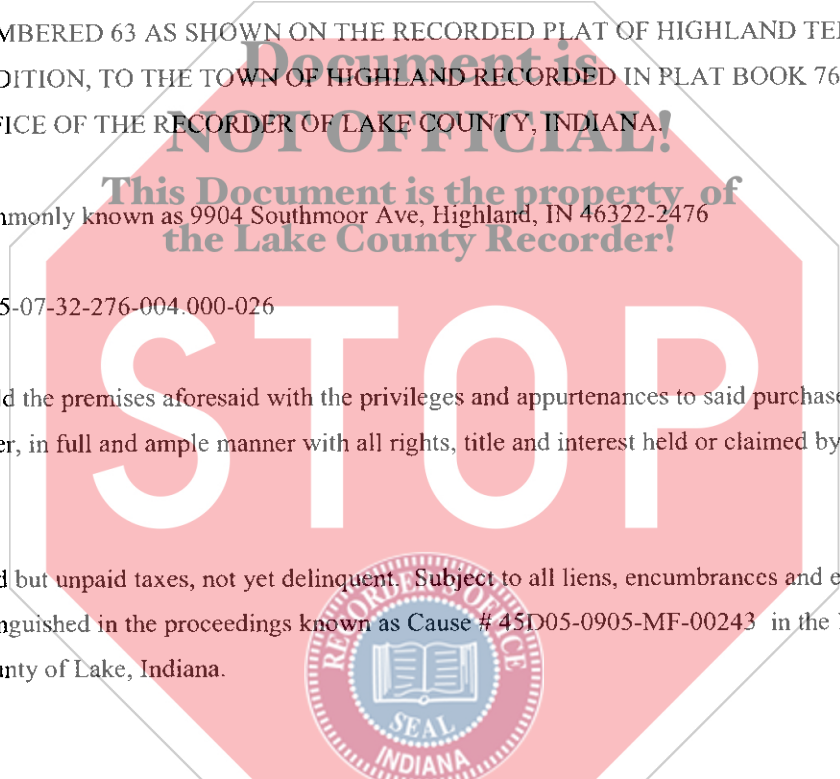 MBERED 63 AS SHOWN ON THE RECORDED PLAT OF HIGHLAND TE
Document is
DITION, TO THE TOWN OF HIGHLAND RECORDED IN PLAT BOOK 76
NOT OFFICIAL!
FICE OF THE RECORDER OF LAKE COUNTY, INDIANA.
This Document is the property of
mmonly known as 9904 Southmoor Ave, Highland, IN 46322-2476
the Lake County Recorder!
5-07-32-276-004.000-026
STOP
d the premises aforesaid with the privileges and appurtenances to said purchase
er, in full and ample manner with all rights, title and interest held or claimed by
d but unpaid taxes, not yet delinquent. Subject to all liens, encumbrances and e
nguished in the proceedings known as Cause # 45D05-0905-MF-00243 in the
unty of Lake, Indiana.
RECORDER'S OFFICE
SEAL
INDIANA